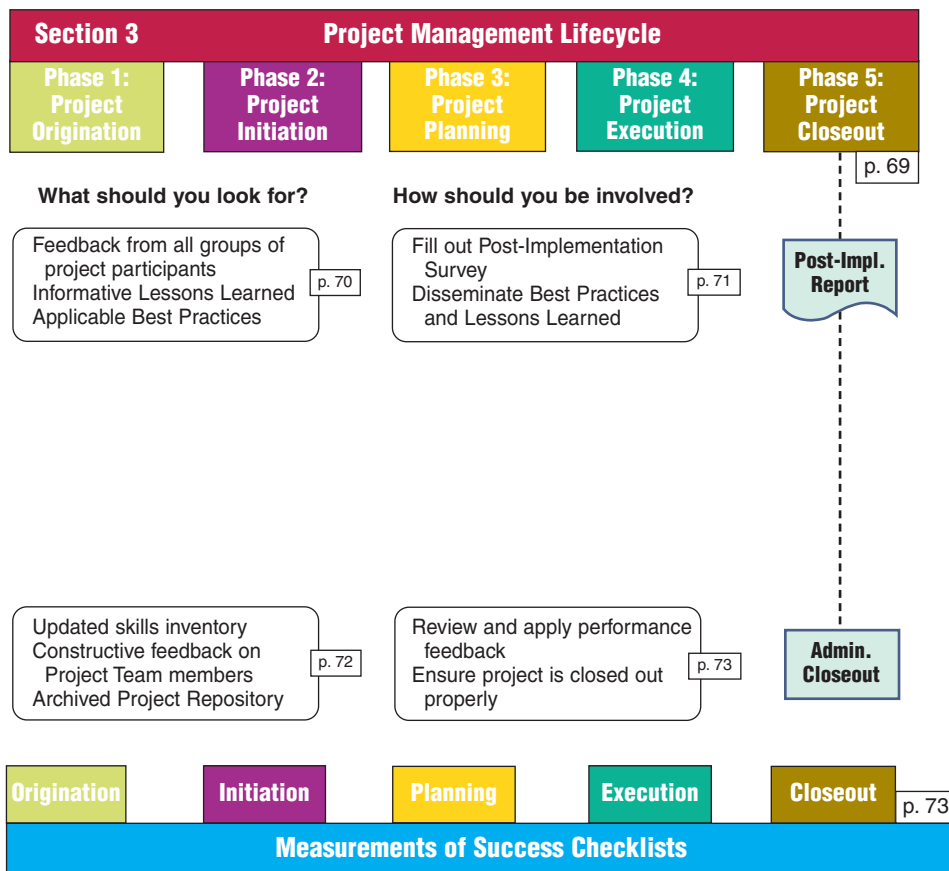 Section 3 Project Management Lifecycle
Phase 1:
Project
Origination
Phase 2:
Project
Initiation
Phase 3:
Project
Planning
Phase 4:
Project
Execution
Phase 5:
Project
Closeout
p. 69
What should you look for?
Feedback from all groups of
project participants
Informative Lessons Learned
Applicable Best Practices
p. 70
How should you be involved?
Fill out Post-Implementation
Survey
Disseminate Best Practices
and Lessons Learned
p. 71
Post-Impl.
Report
Updated skills inventory
Constructive feedback on
Project Team members
Archived Project Repository
p. 72
Review and apply performance
feedback
Ensure project is closed out
properly
p. 73
Admin.
Closeout
Origination
Initiation
Planning
Execution
Closeout
p. 73
Measurements of Success Checklists